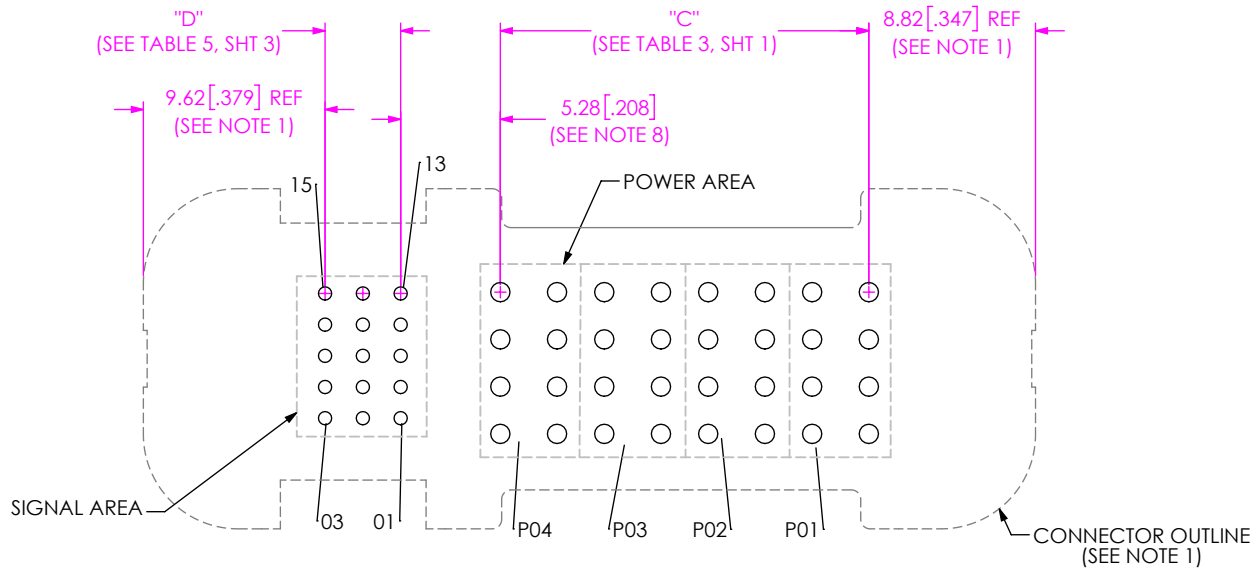 "D"
(SEE TABLE 5, SHT 3)
"C"
(SEE TABLE 3, SHT 1)
8.82[.347] REF
(SEE NOTE 1)
9.62[.379] REF
(SEE NOTE 1)
5.28[.208]
(SEE NOTE 8)
15
13
POWER AREA
SIGNAL AREA
03
01
P04
P03
P02
P01
CONNECTOR OUTLINE
(SEE NOTE 1)